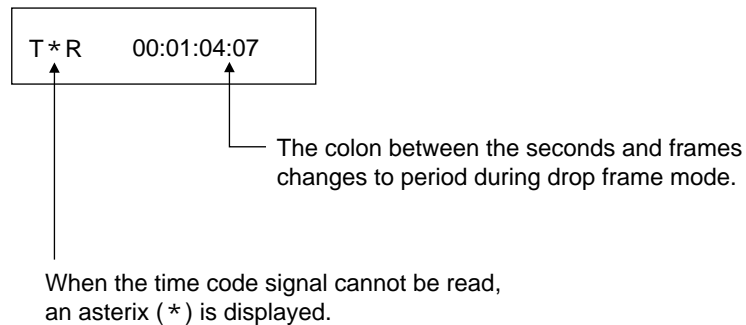 T*R 00:01:04:07
The colon between the seconds and frames
changes to period during drop frame mode.
When the time code signal cannot be read,
an asterix (*) is displayed.